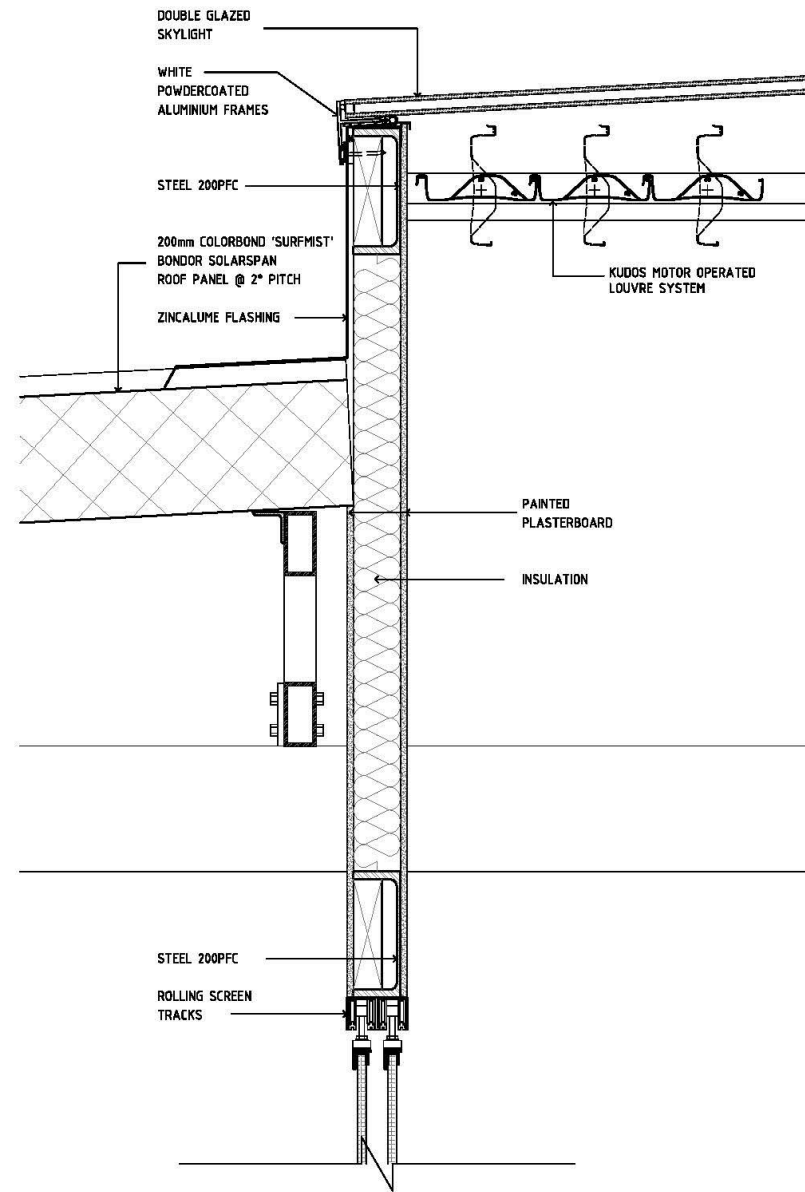 DOUBLE GLAZED
SKYLIGHT
WHITE
POWDERCOATED
ALUMINIUM FRAMES
STEEL 200PFC
200mm COLORBOND 'SURFMIST'
BONDOR SOLARSPAN
ROOF PANEL @ 2° PITCH
KUDOS MOTOR OPERATED
LOUVRE SYSTEM
ZINCALUME FLASHING
PAINTED
PLASTERBOARD
INSULATION
STEEL 200PFC
ROLLING SCREEN
TRACKS